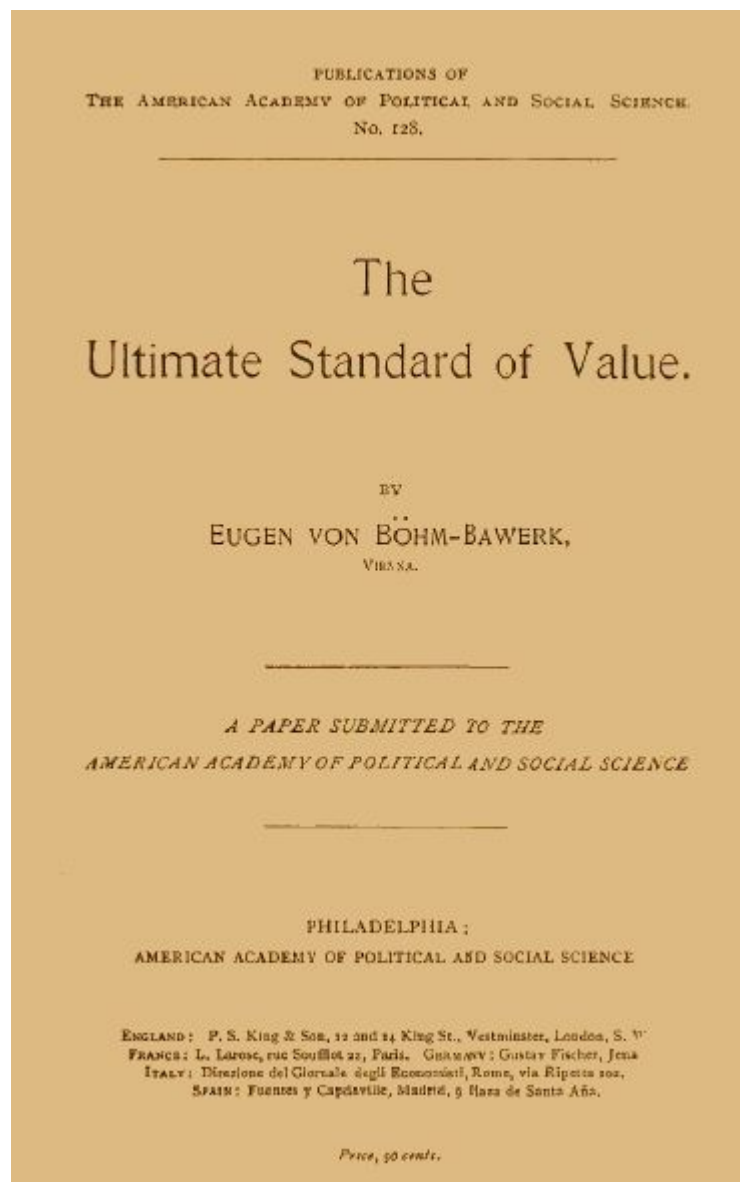 PUBLICATIONS OF
THE AMERICAN ACADEMY OF POLITICAL AND SOCIAL SCIENCE.
No. 128.
The
Ultimate Standard of Value.
BY
EUGEN VON BÖHM-BAWERK,
VIENNA.
A PAPER SUBMITTED TO THE
AMERICAN ACADEMY OF POLITICAL AND SOCIAL SCIENCE
PHILADELPHIA:
AMERICAN ACADEMY OF POLITICAL AND SOCIAL SCIENCE
ENGLAND: P. S. King & Son, 12 and 14 King St., Westminster, London, S. W
FRANCE: L. Larose, rue Soufflot 22, Paris. GERMANY: Gustav Fischer, Jena
ITALY: Direzione del Giornale degli Economisti, Rome, via Ripetta 102.
SPAIN: Fuentes y Capdeville, Madrid, 9 Plaza de Santa Aña.
Price, cents.